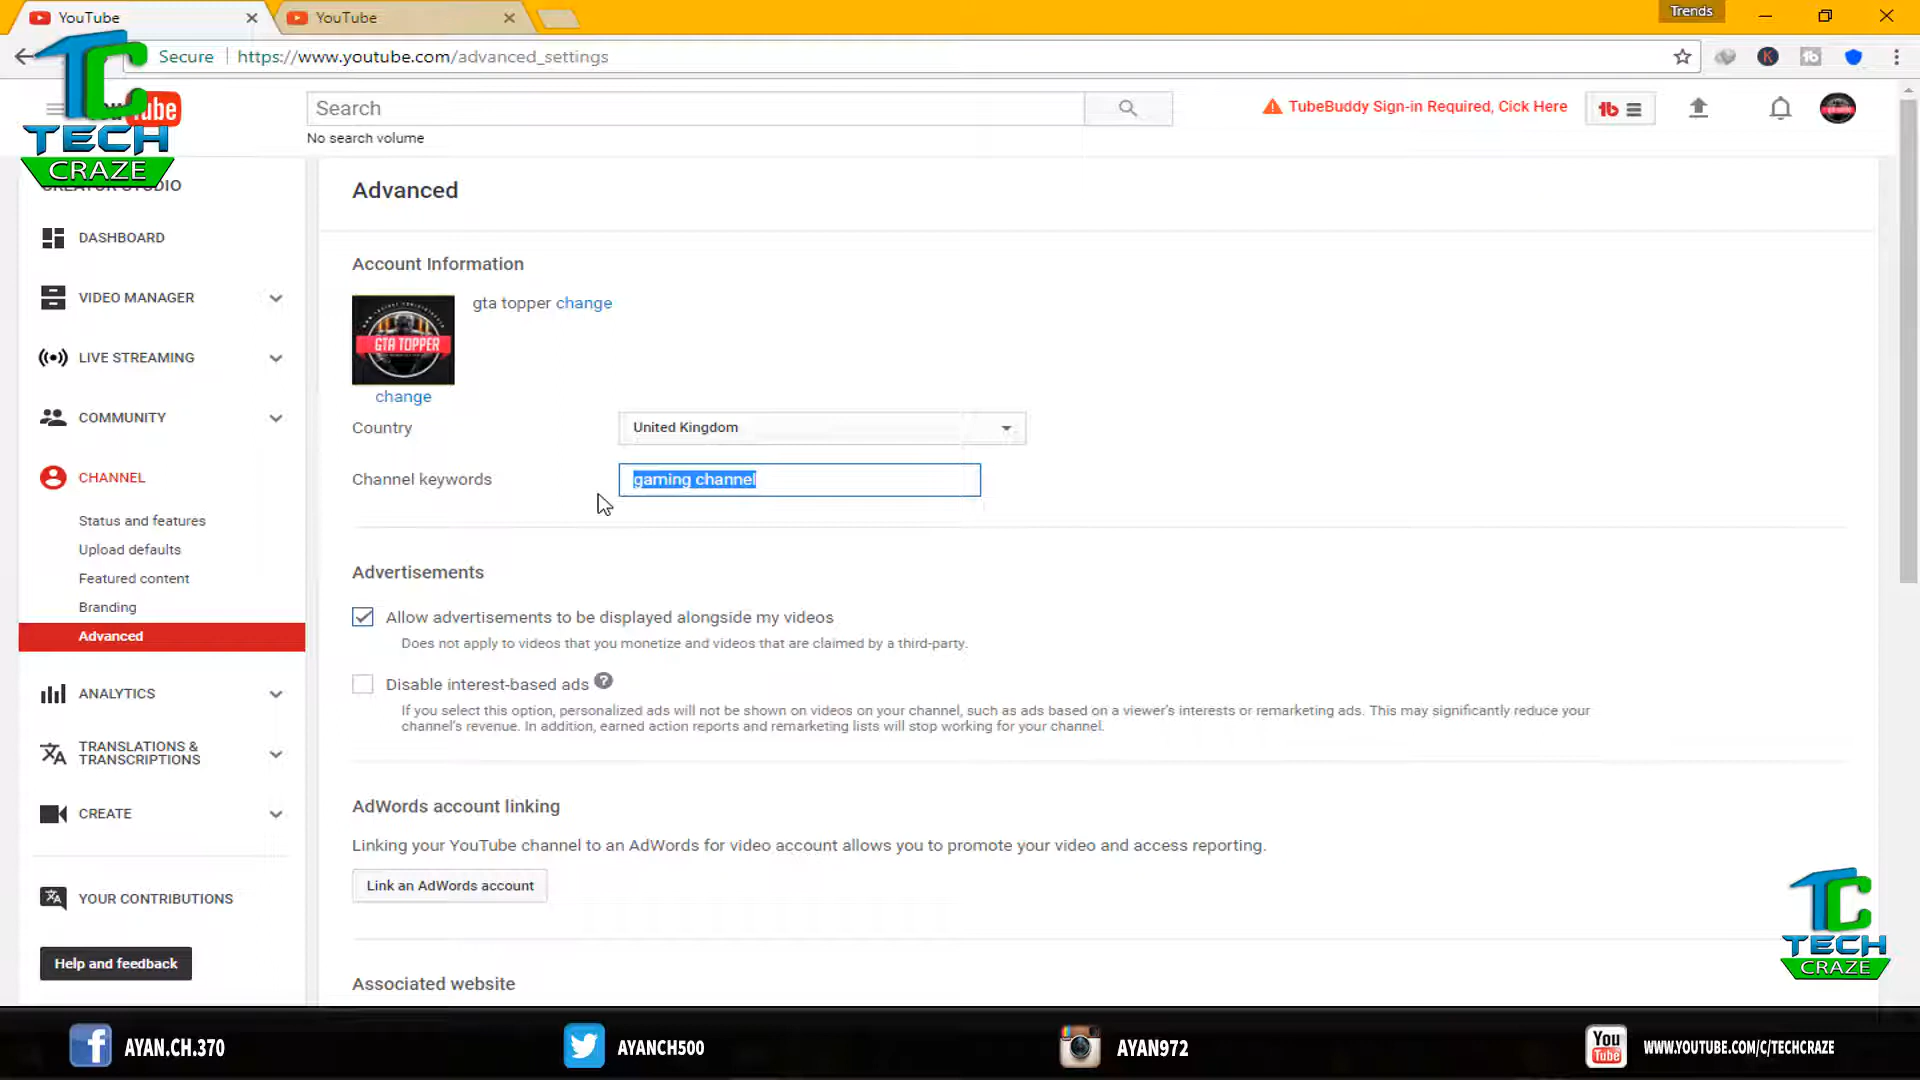 YouTube
YouTube
Trends
Secure
https://www.youtube.com/advanced_settings
Search
No search volume
TubeBuddy Sign-in Required, Cick Here
TC
TECH
CRAZE
CREATOR STUDIO
DASHBOARD
VIDEO MANAGER
LIVE STREAMING
COMMUNITY
CHANNEL
Status and features
Upload defaults
Featured content
Branding
Advanced
ANALYTICS
TRANSLATIONS &
TRANSCRIPTIONS
CREATE
YOUR CONTRIBUTIONS
Help and feedback
Advanced
Account Information
GTA TOPPER
gta topper change
change
Country
United Kingdom
Channel keywords
gaming channel
Advertisements
Allow advertisements to be displayed alongside my videos
Does not apply to videos that you monetize and videos that are claimed by a third-party.
Disable interest-based ads
If you select this option, personalized ads will not be shown on videos on your channel, such as ads based on a viewer's interests or remarketing ads. This may significantly reduce your
channel's revenue. In addition, earned action reports and remarketing lists will stop working for your channel.
AdWords account linking
Linking your YouTube channel to an AdWords for video account allows you to promote your video and access reporting.
Link an AdWords account
Associated website
TC
TECH
CRAZE
AYAN.CH.370
AYANCH500
AYAN972
You
Tube
WWW.YOUTUBE.COM/C/TECHCRAZE